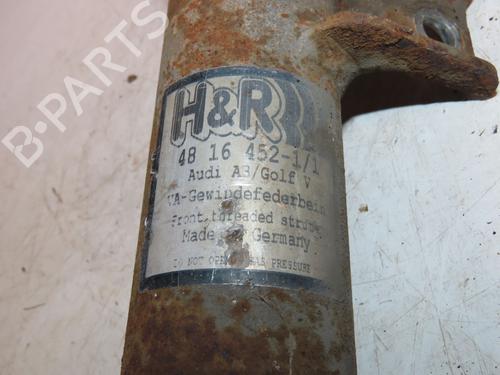 H&R
48 16 452-1/1
Audi A3/Golf V
VA-Gewindefederbein
Front threaded strut
Made in Germany
DO NOT OPEN GAS PRESSURE
B-PARTS